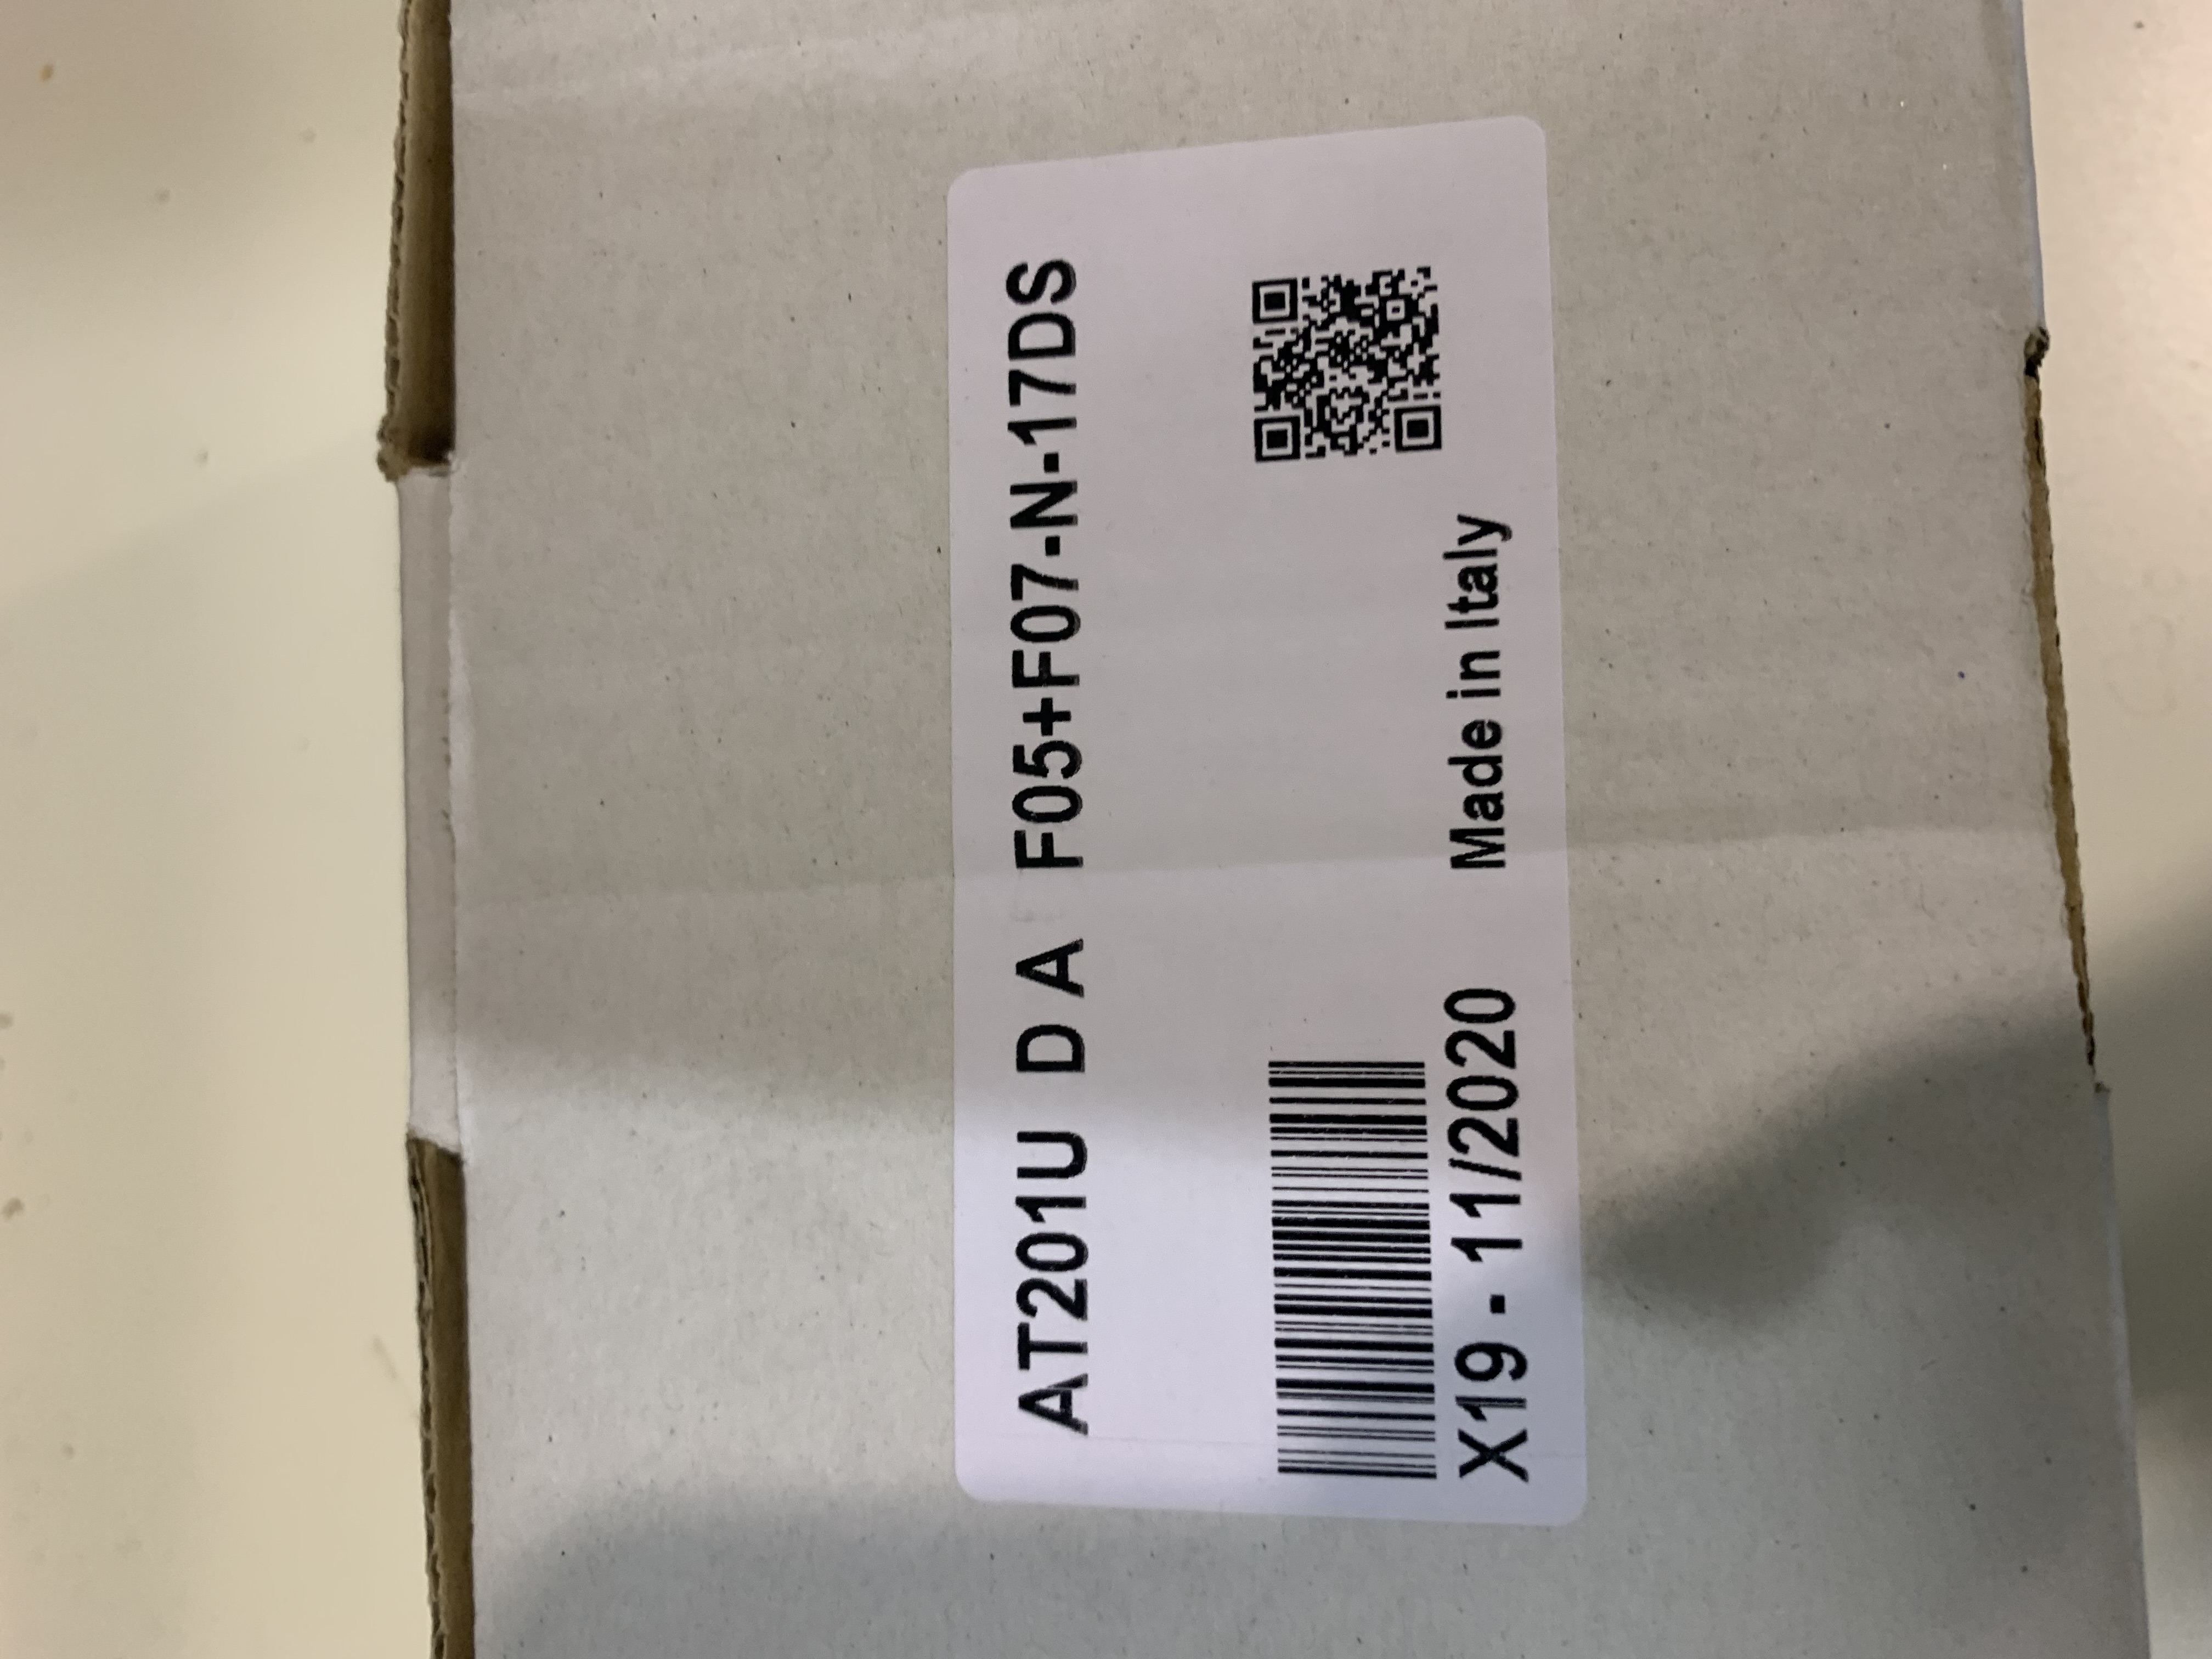 AT201U D A F05+F07-N-17DS
X19 - 11/2020 Made in Italy